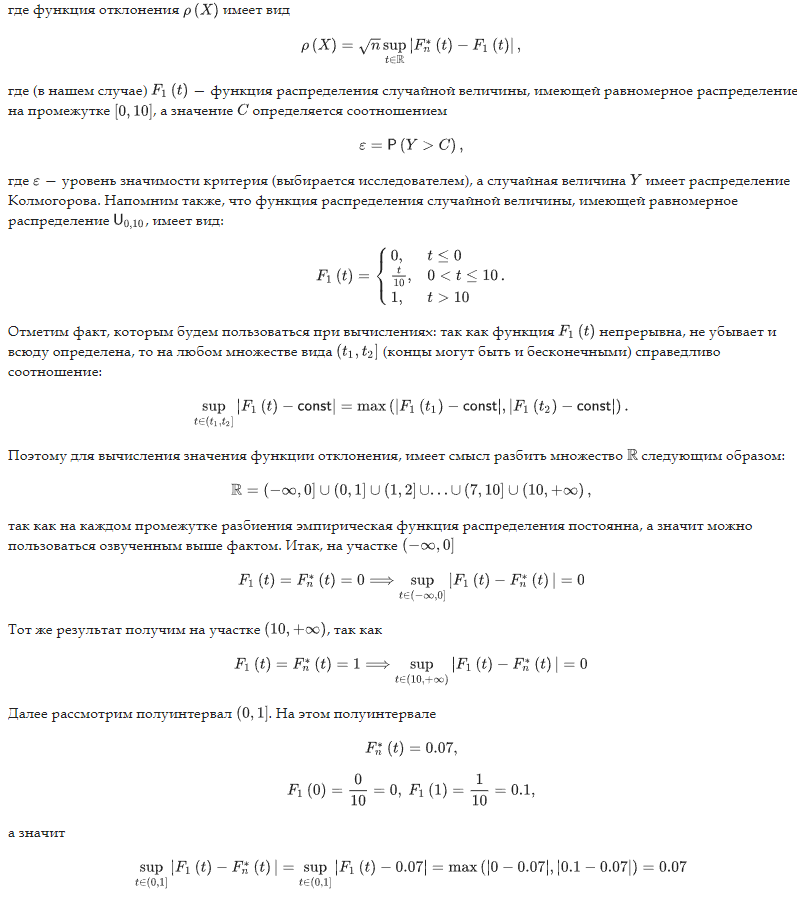 где функция отклонения ρ (X) имеет вид
ρ (X) = √n sup_{t∈ℝ} |F_n^* (t) − F_1 (t)| ,
где (в нашем случае) F_1 (t) − функция распределения случайной величины, имеющей равномерное распределение
на промежутке [0, 10], а значение C определяется соотношением
ε = P (Y > C) ,
где ε − уровень значимости критерия (выбирается исследователем), а случайная величина Y имеет распределение
Колмогорова. Напомним также, что функция распределения случайной величины, имеющей равномерное
распределение U_{0,10}, имеет вид:
F_1 (t) = { 0, t ≤ 0
t/10, 0 < t ≤ 10 .
1, t > 10
Отметим факт, которым будем пользоваться при вычислениях: так как функция F_1 (t) непрерывна, не убывает и
всюду определена, то на любом множестве вида (t_1, t_2] (концы могут быть и бесконечными) справедливо
соотношение:
sup_{t∈(t_1,t_2]} |F_1 (t) − const| = max (|F_1 (t_1) − const|, |F_1 (t_2) − const|) .
Поэтому для вычисления значения функции отклонения, имеет смысл разбить множество ℝ следующим образом:
ℝ = (−∞, 0] ∪ (0, 1] ∪ (1, 2] ∪ … ∪ (7, 10] ∪ (10, +∞) ,
так как на каждом промежутке разбиения эмпирическая функция распределения постоянна, а значит можно
пользоваться озвученным выше фактом. Итак, на участке (−∞, 0]
F_1 (t) = F_n^* (t) = 0 ⟹ sup_{t∈(−∞,0]} |F_1 (t) − F_n^* (t) | = 0
Тот же результат получим на участке (10, +∞), так как
F_1 (t) = F_n^* (t) = 1 ⟹ sup_{t∈(10,+∞)} |F_1 (t) − F_n^* (t) | = 0
Далее рассмотрим полуинтервал (0, 1]. На этом полуинтервале
F_n^* (t) = 0.07,
F_1 (0) = 0/10 = 0, F_1 (1) = 1/10 = 0.1,
а значит
sup_{t∈(0,1]} |F_1 (t) − F_n^* (t) | = sup_{t∈(0,1]} |F_1 (t) − 0.07| = max (|0 − 0.07|, |0.1 − 0.07|) = 0.07